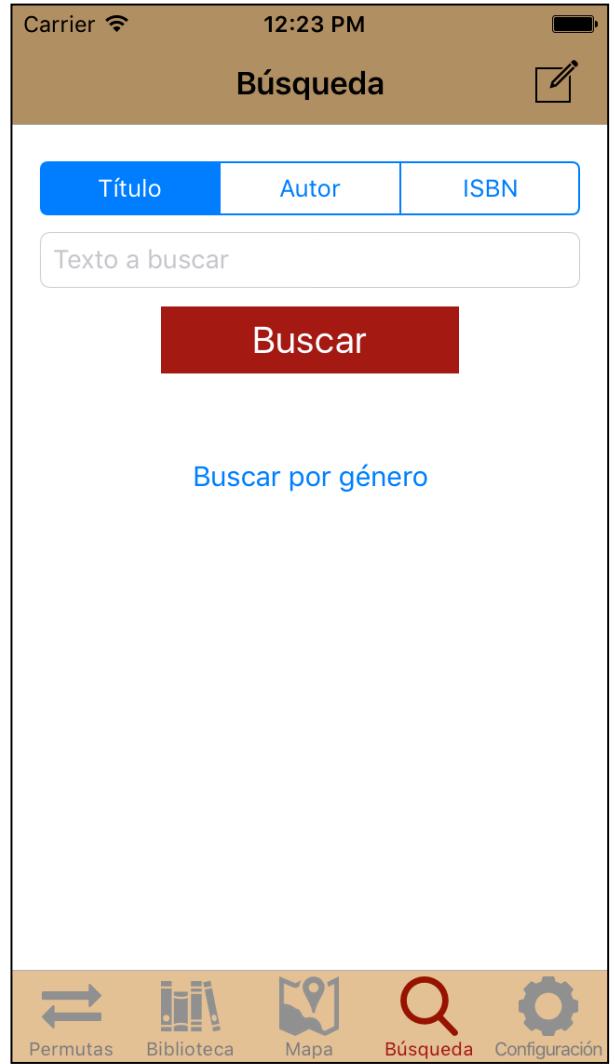 Carrier 12:23 PM
Búsqueda
Título Autor ISBN
Texto a buscar
Buscar
Buscar por género
Permutas Biblioteca Mapa Búsqueda Configuración